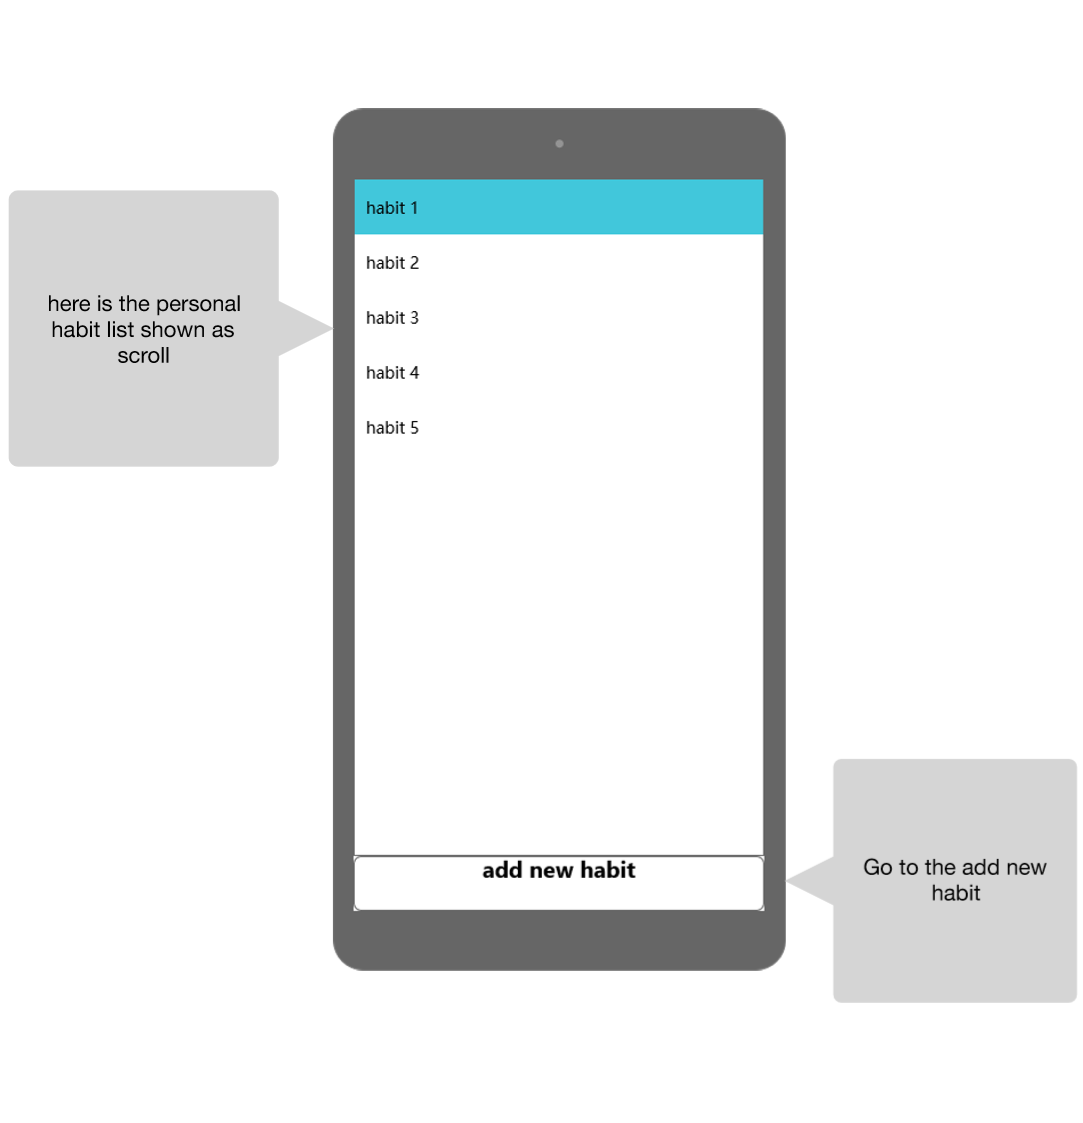 habit 1
here is the personal
habit list shown as
scroll
habit 2
habit 3
habit 4
habit 5
add new habit
Go to the add new
habit